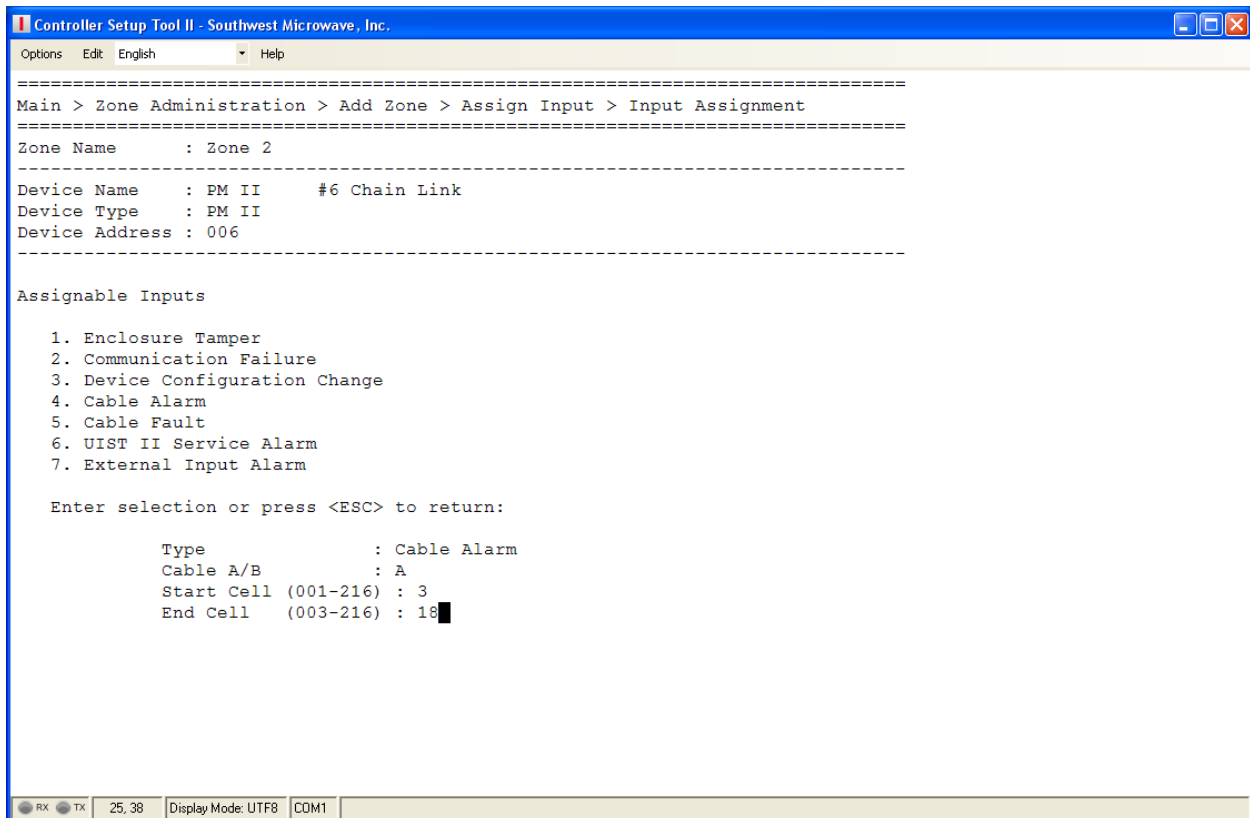 Controller Setup Tool II - Southwest Microwave, Inc.
Options Edit English Help
================================================================================
Main > Zone Administration > Add Zone > Assign Input > Input Assignment
================================================================================
Zone Name : Zone 2
--------------------------------------------------------------------------------
Device Name : PM II #6 Chain Link
Device Type : PM II
Device Address : 006
--------------------------------------------------------------------------------
Assignable Inputs
1. Enclosure Tamper
2. Communication Failure
3. Device Configuration Change
4. Cable Alarm
5. Cable Fault
6. UIST II Service Alarm
7. External Input Alarm
Enter selection or press <ESC> to return:
Type : Cable Alarm
Cable A/B : A
Start Cell (001-216) : 3
End Cell (003-216) : 18
RX TX 25, 38 Display Mode: UTF8 COM1